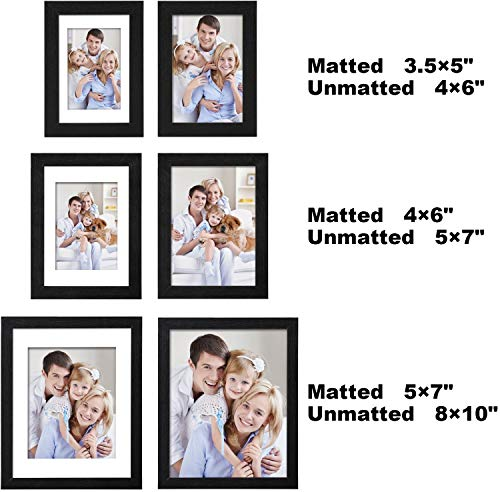 Matted 3.5×5"
Unmatted 4×6"
Matted 4×6"
Unmatted 5×7"
Matted 5×7"
Unmatted 8×10"